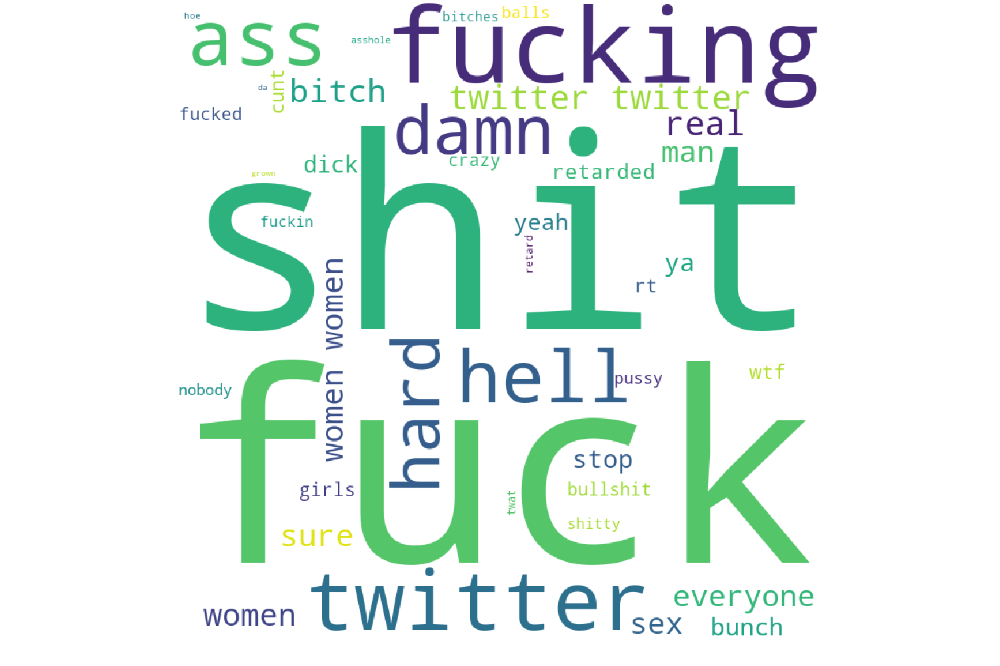 hoe
ass
fucking
bitches
balls
asshole
da
cunt
bitch
twitter twitter
fucked
damn
real
man
dick
crazy
retarded
grown
shit
fuckin
yeah
retard
ya
rt
women women
hard
hell
pussy
wtf
nobody
fuck
stop
girls
bullshit
twat
shitty
sure
twitter
everyone
women
sex
bunch